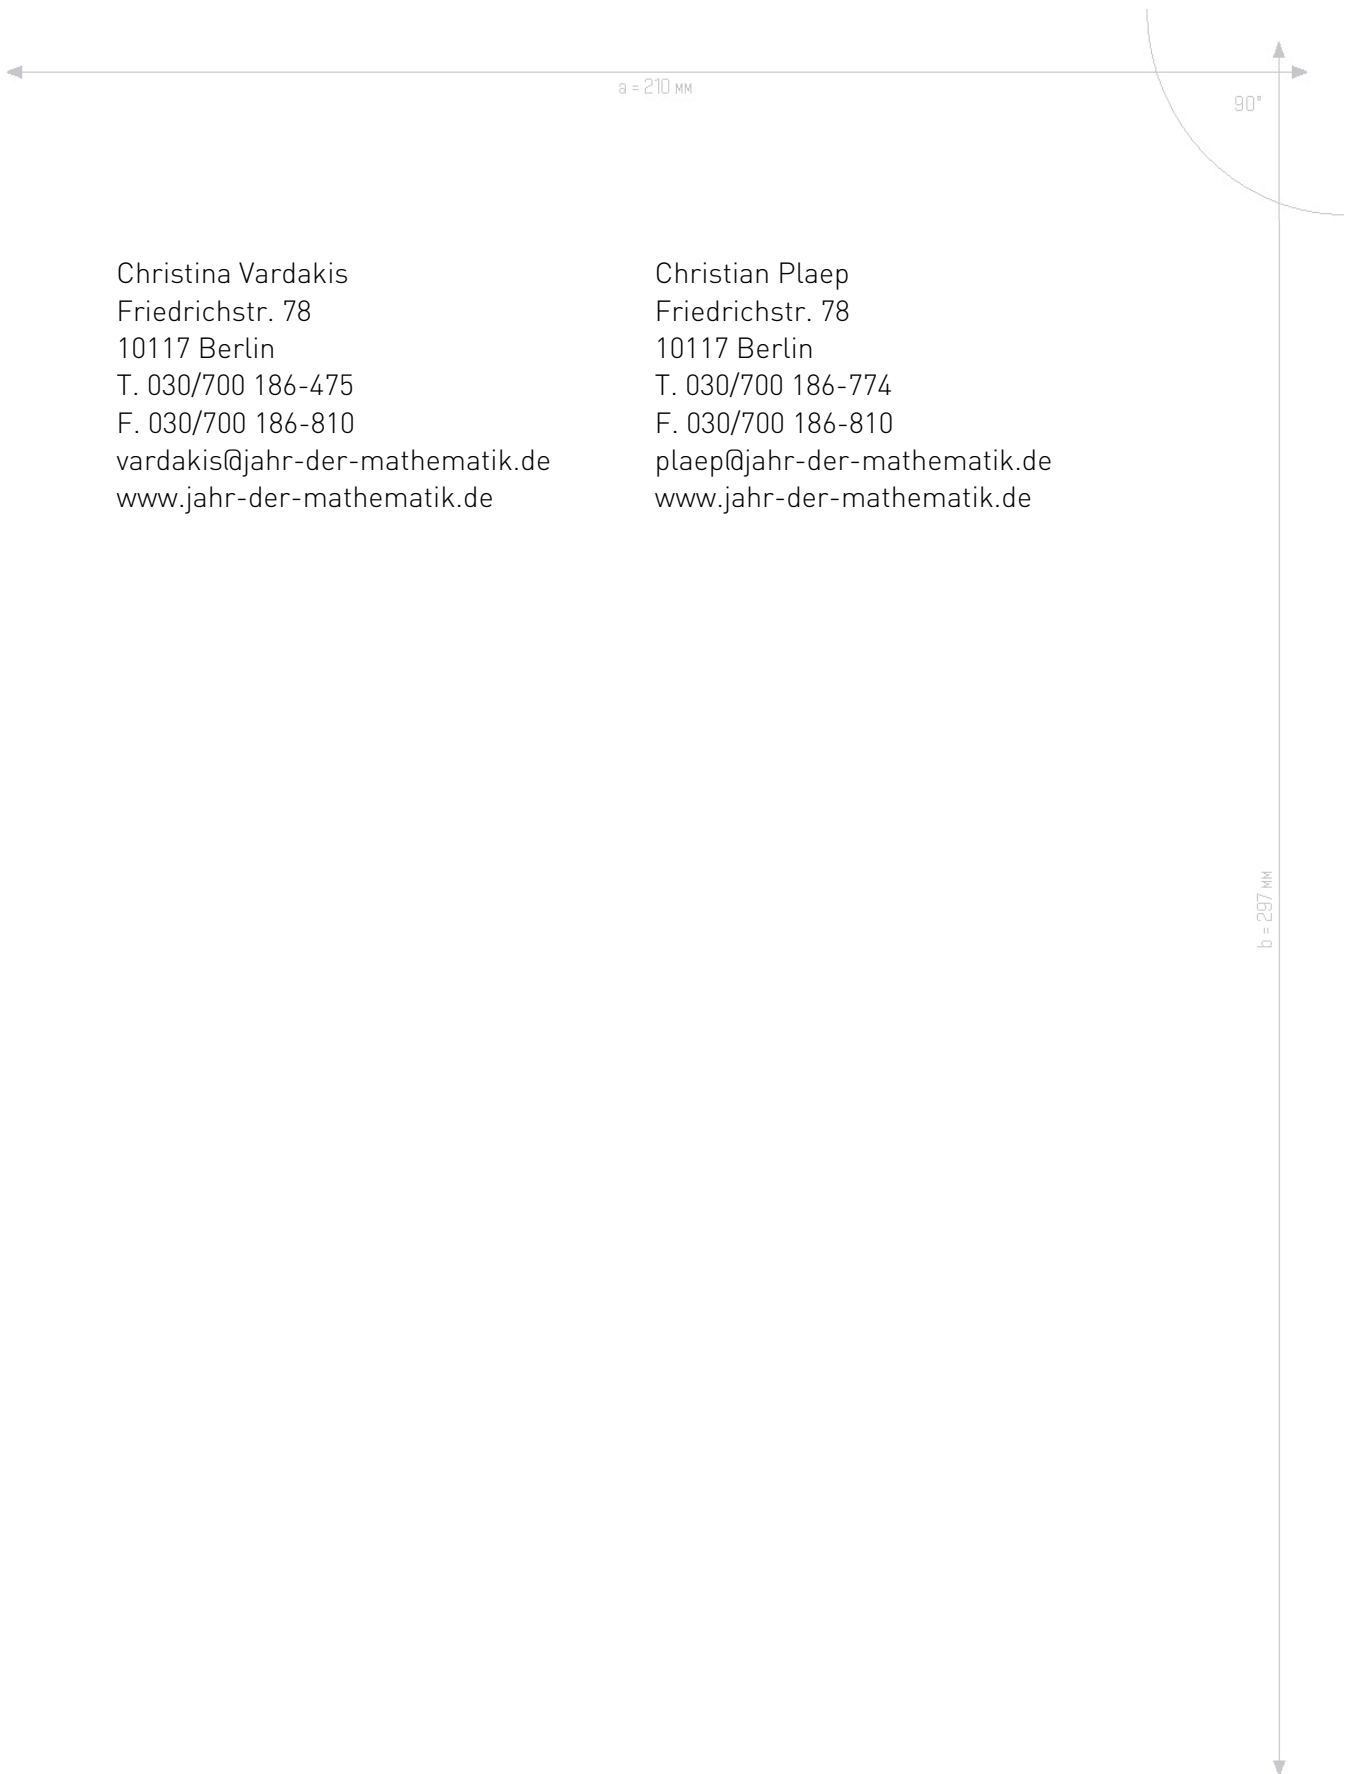 a = 210 MM
90°
Christina Vardakis
Friedrichstr. 78
10117 Berlin
T. 030/700 186-475
F. 030/700 186-810
vardakis@jahr-der-mathematik.de
www.jahr-der-mathematik.de
Christian Plaep
Friedrichstr. 78
10117 Berlin
T. 030/700 186-774
F. 030/700 186-810
plaep@jahr-der-mathematik.de
www.jahr-der-mathematik.de
b = 297 MM